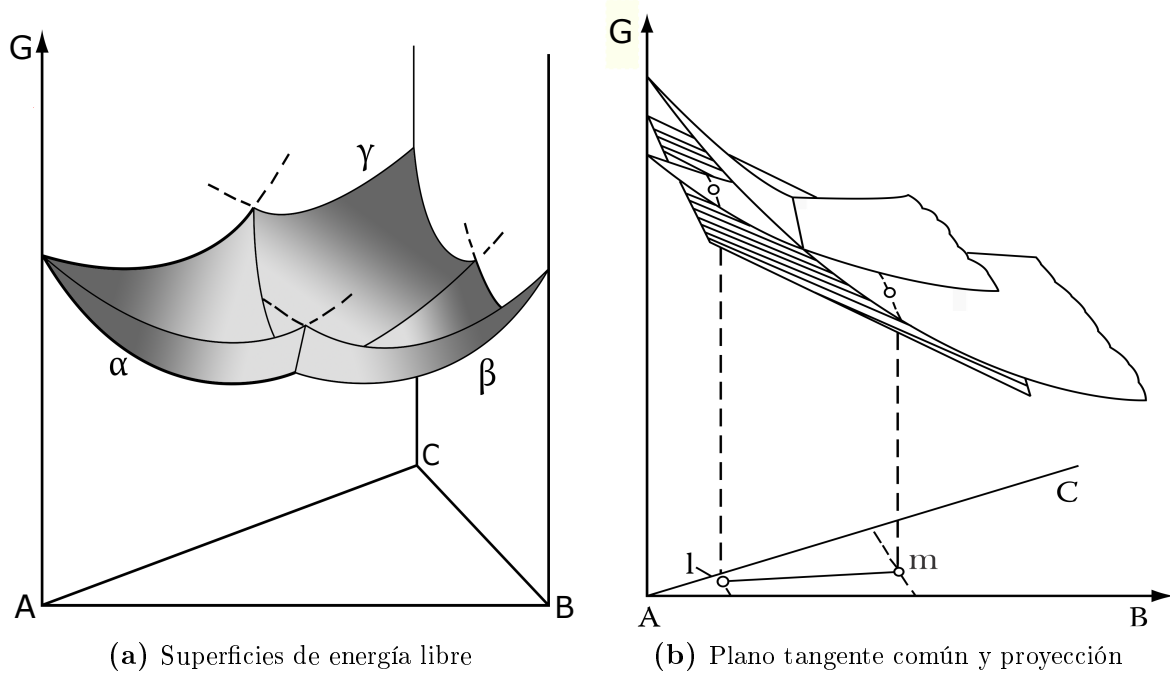 G
γ
α
β
C
A
B
(a) Superficies de energía libre
G
C
l
m
A
B
(b) Plano tangente común y proyección